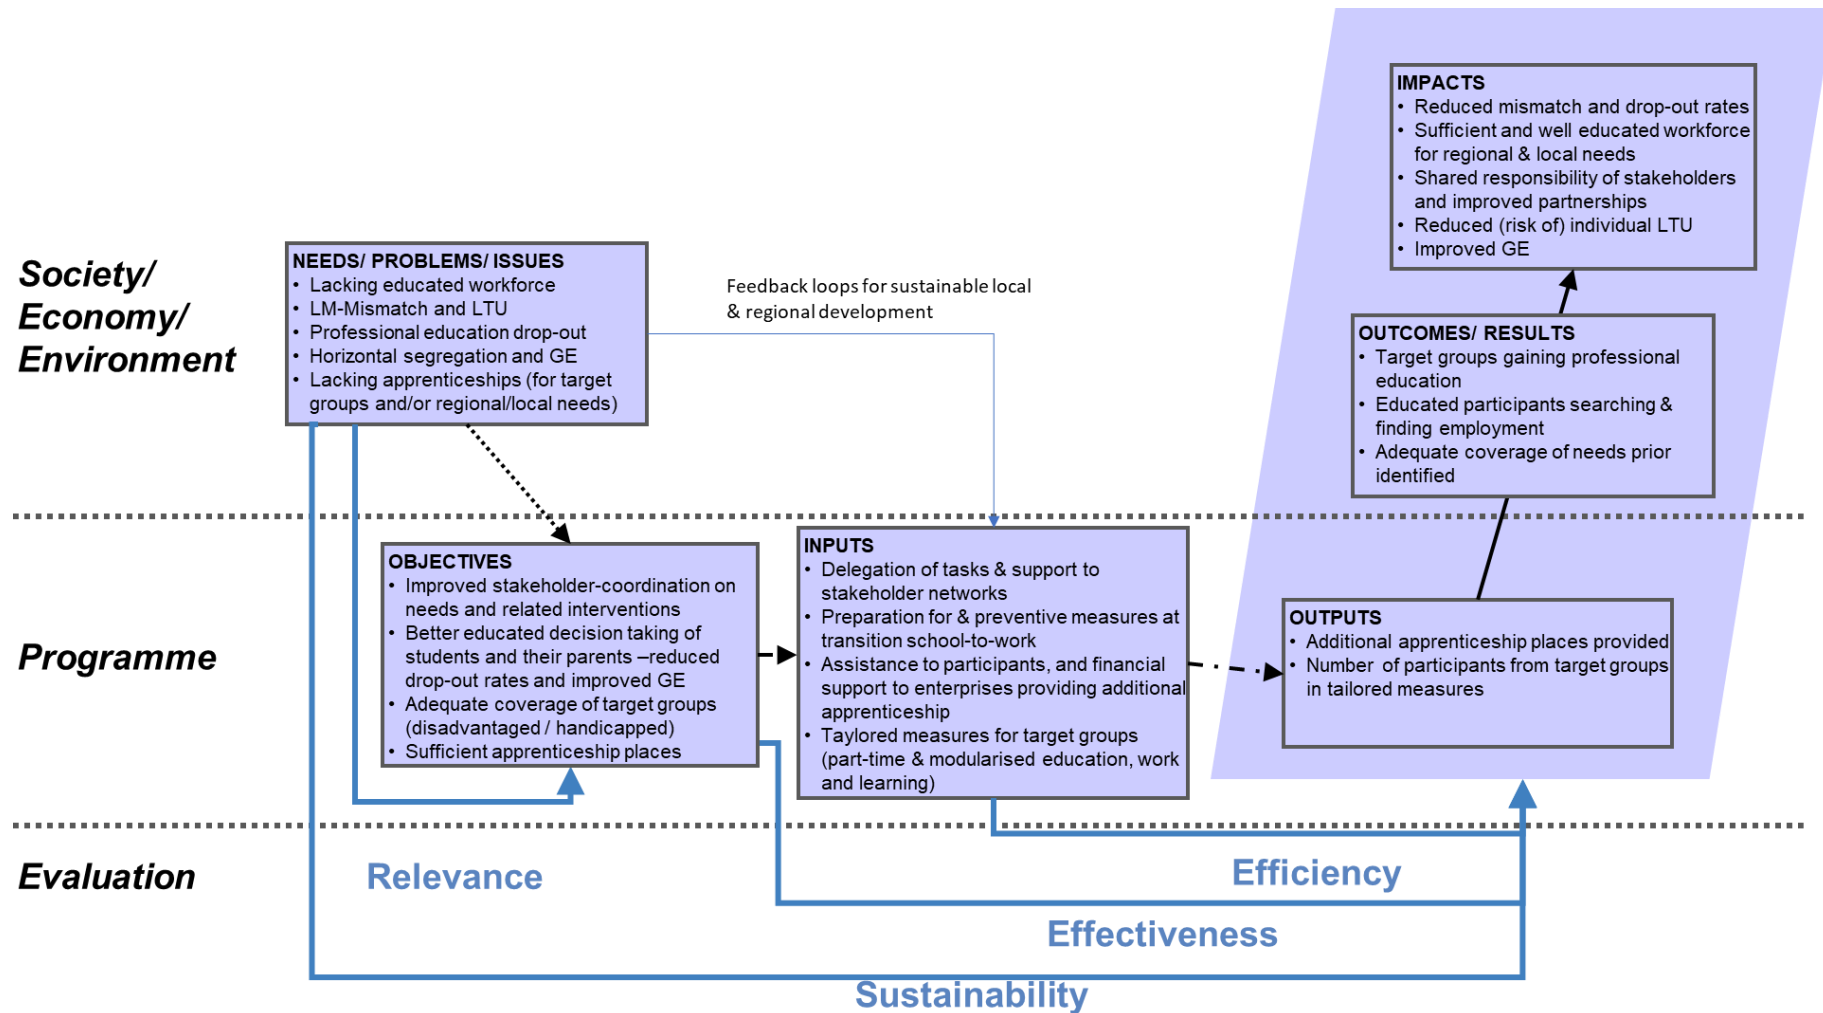 Society/
Economy/
Environment
NEEDS/ PROBLEMS/ ISSUES
• Lacking educated workforce
• LM-Mismatch and LTU
• Professional education drop-out
• Horizontal segregation and GE
• Lacking apprenticeships (for target
groups and/or regional/local needs)
Feedback loops for sustainable local
& regional development
IMPACTS
• Reduced mismatch and drop-out rates
• Sufficient and well educated workforce
for regional & local needs
• Shared responsibility of stakeholders
and improved partnerships
• Reduced (risk of) individual LTU
• Improved GE
OUTCOMES/ RESULTS
• Target groups gaining professional
education
• Educated participants searching &
finding employment
• Adequate coverage of needs prior
identified
Programme
OBJECTIVES
• Improved stakeholder-coordination on
needs and related interventions
• Better educated decision taking of
students and their parents –reduced
drop-out rates and improved GE
• Adequate coverage of target groups
(disadvantaged / handicapped)
• Sufficient apprenticeship places
INPUTS
• Delegation of tasks & support to
stakeholder networks
• Preparation for & preventive measures at
transition school-to-work
• Assistance to participants, and financial
support to enterprises providing additional
apprenticeship
• Taylored measures for target groups
(part-time & modularised education, work
and learning)
OUTPUTS
• Additional apprenticeship places provided
• Number of participants from target groups
in tailored measures
Evaluation
Relevance
Efficiency
Effectiveness
Sustainability